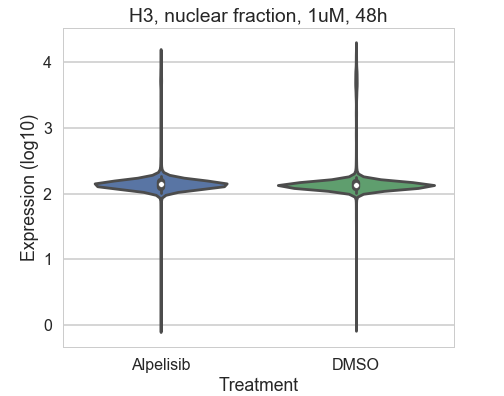 H3, nuclear fraction, 1uM, 48h
Expression (log10)
4
3
2
1
0
Alpelisib
DMSO
Treatment